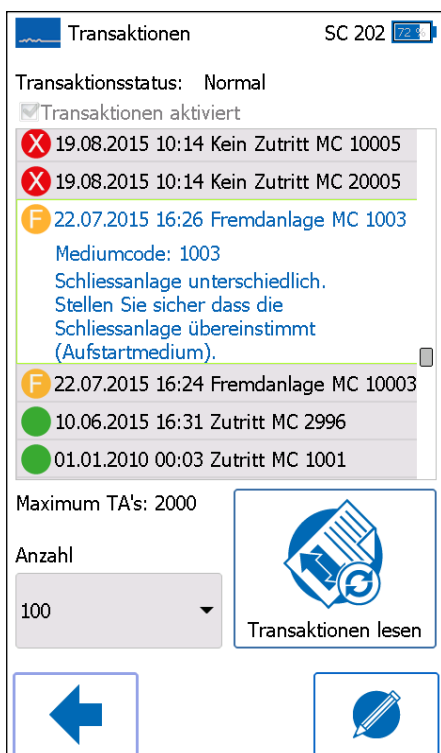 Transaktionen SC 202 72 %
Transaktionsstatus: Normal
Transaktionen aktiviert
X 19.08.2015 10:14 Kein Zutritt MC 10005
X 19.08.2015 10:14 Kein Zutritt MC 20005
F 22.07.2015 16:26 Fremdanlage MC 1003
Mediumcode: 1003
Schliessanlage unterschiedlich.
Stellen Sie sicher dass die
Schliessanlage übereinstimmt
(Aufstartmedium).
F 22.07.2015 16:24 Fremdanlage MC 10003
10.06.2015 16:31 Zutritt MC 2996
01.01.2010 00:03 Zutritt MC 1001
Maximum TA's: 2000
Anzahl
100
Transaktionen lesen